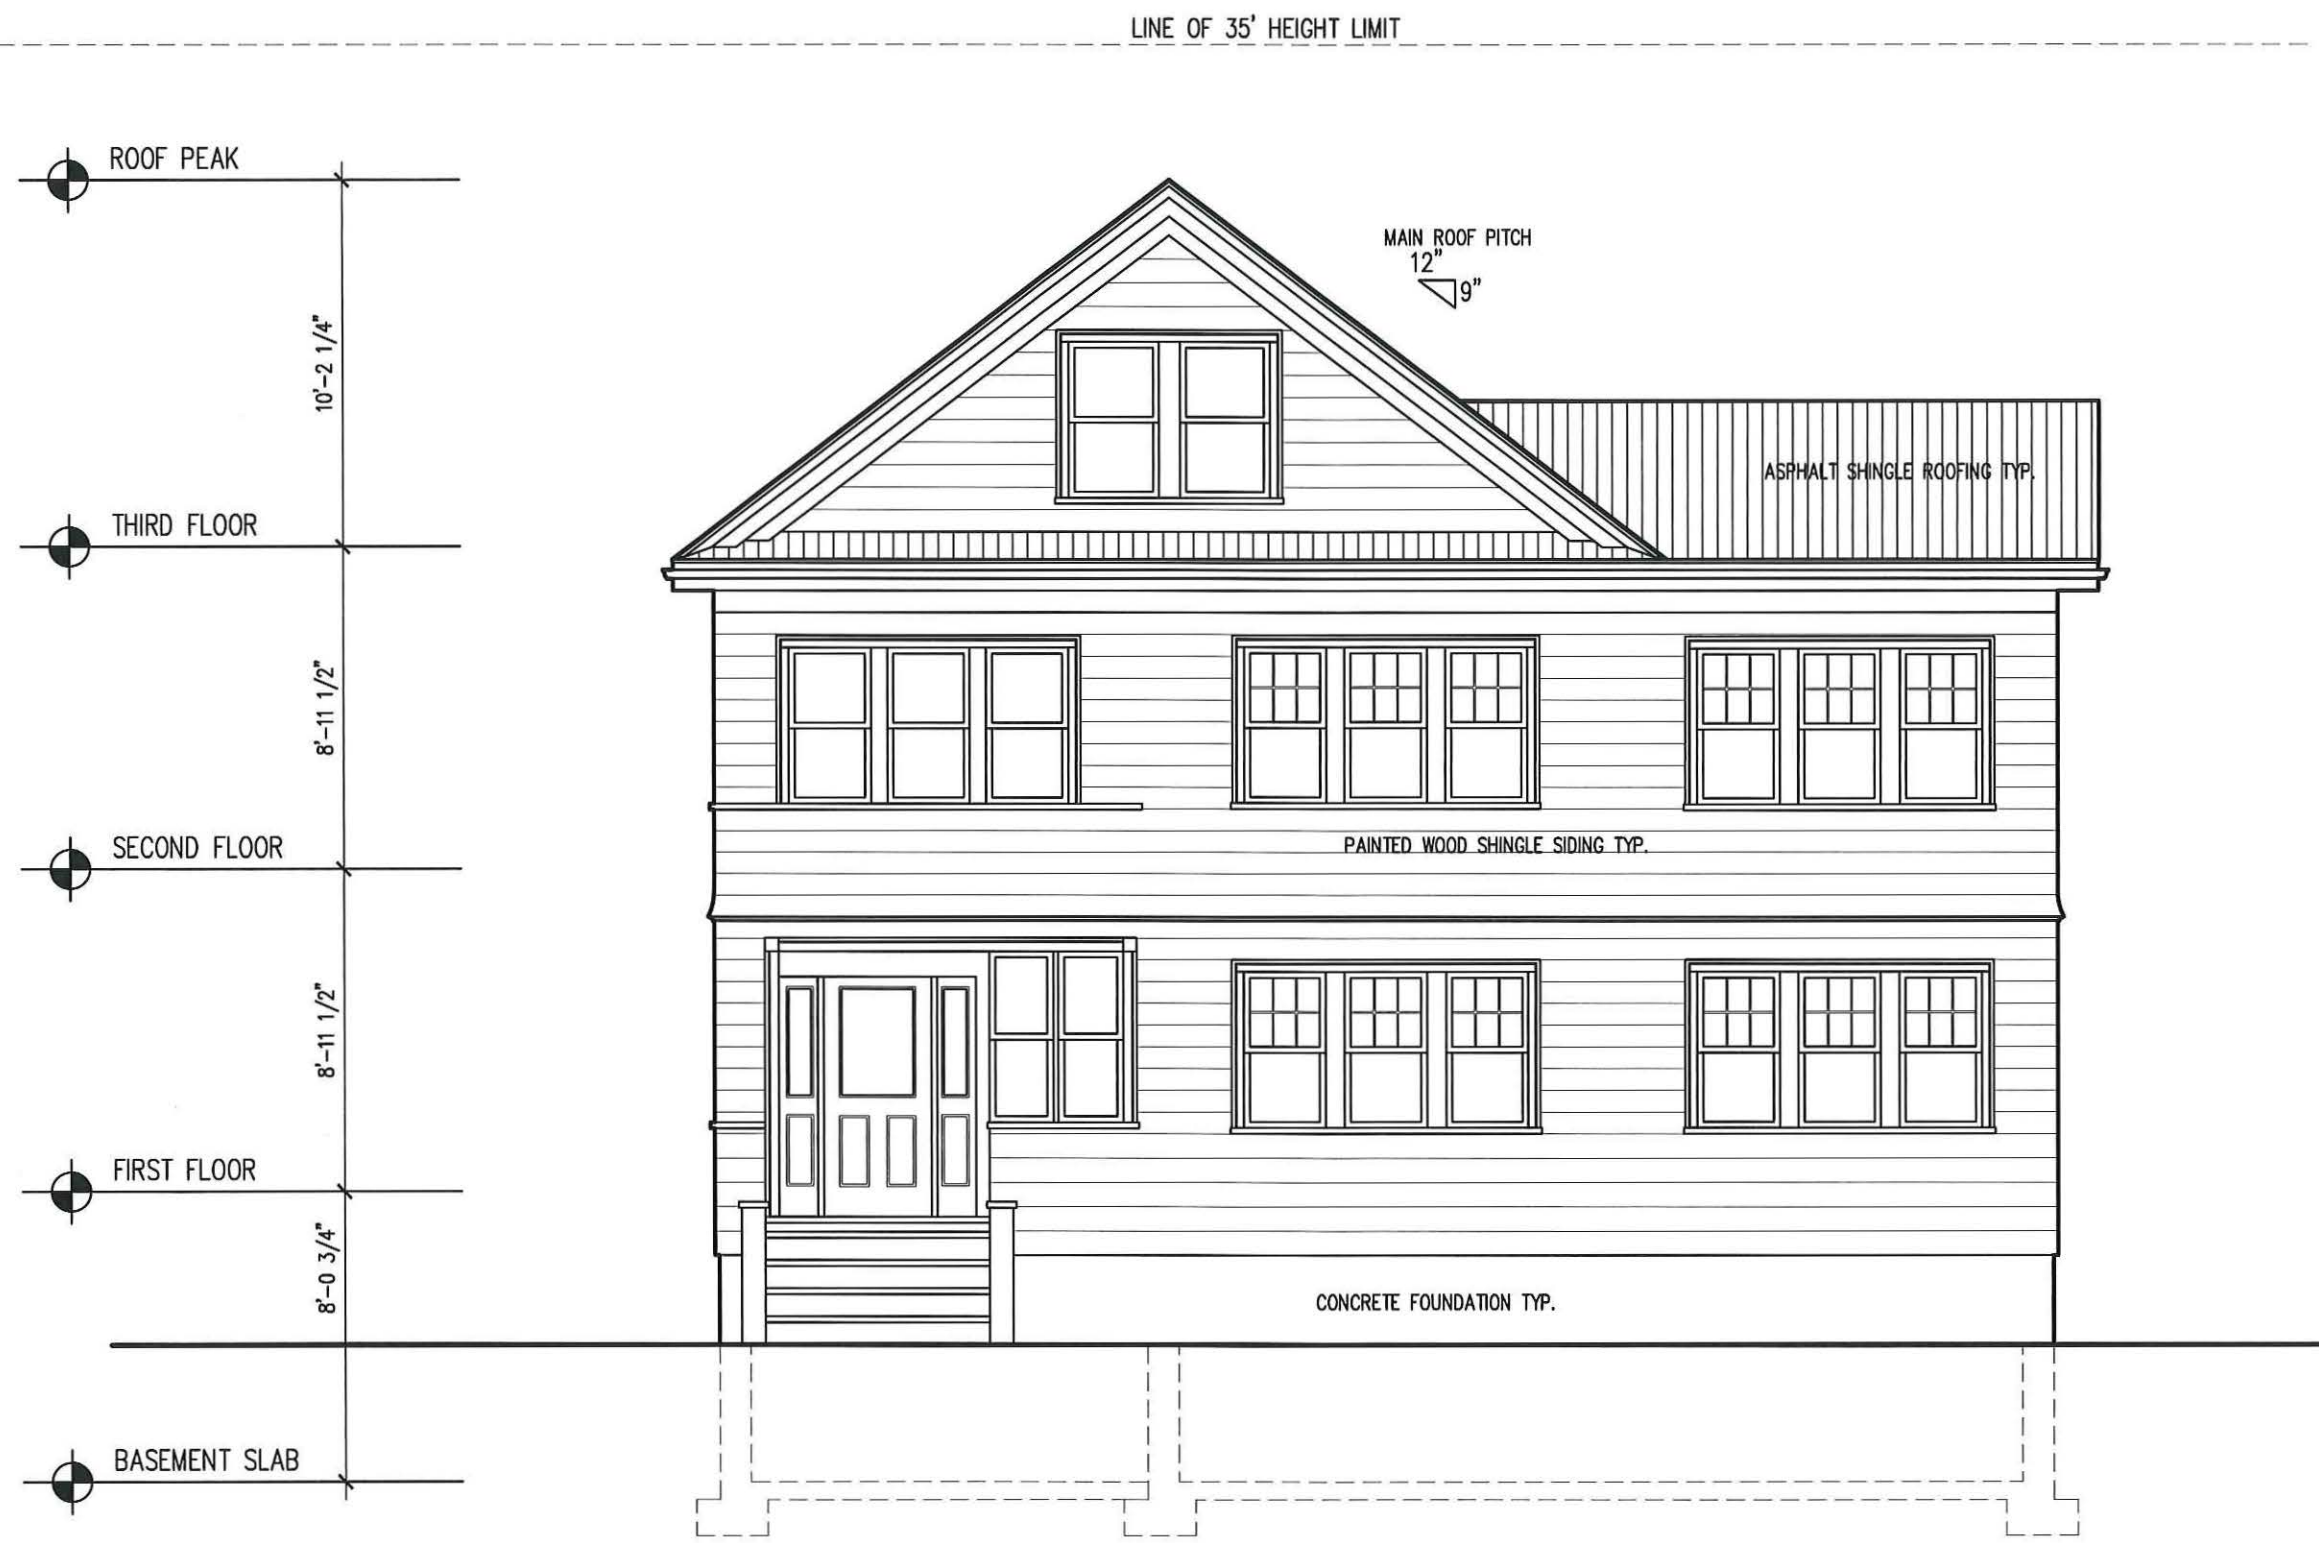 LINE OF 35' HEIGHT LIMIT
ROOF PEAK
MAIN ROOF PITCH
12"
9"
10'-2 1/4"
ASPHALT SHINGLE ROOFING TYP.
THIRD FLOOR
8'-11 1/2"
SECOND FLOOR
PAINTED WOOD SHINGLE SIDING TYP.
8'-11 1/2"
FIRST FLOOR
8'-0 3/4"
CONCRETE FOUNDATION TYP.
BASEMENT SLAB